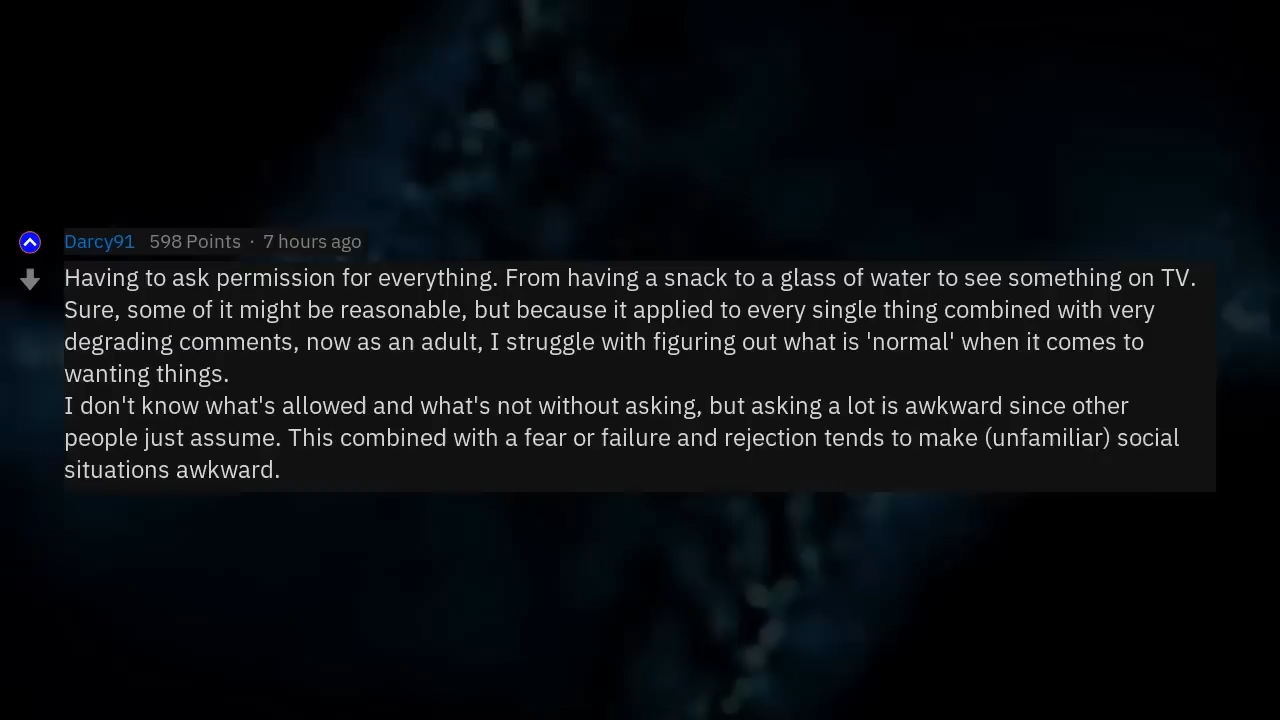 Darcy91 598 Points · 7 hours ago
Having to ask permission for everything. From having a snack to a glass of water to see something on TV.
Sure, some of it might be reasonable, but because it applied to every single thing combined with very
degrading comments, now as an adult, I struggle with figuring out what is 'normal' when it comes to
wanting things.
I don't know what's allowed and what's not without asking, but asking a lot is awkward since other
people just assume. This combined with a fear or failure and rejection tends to make (unfamiliar) social
situations awkward.